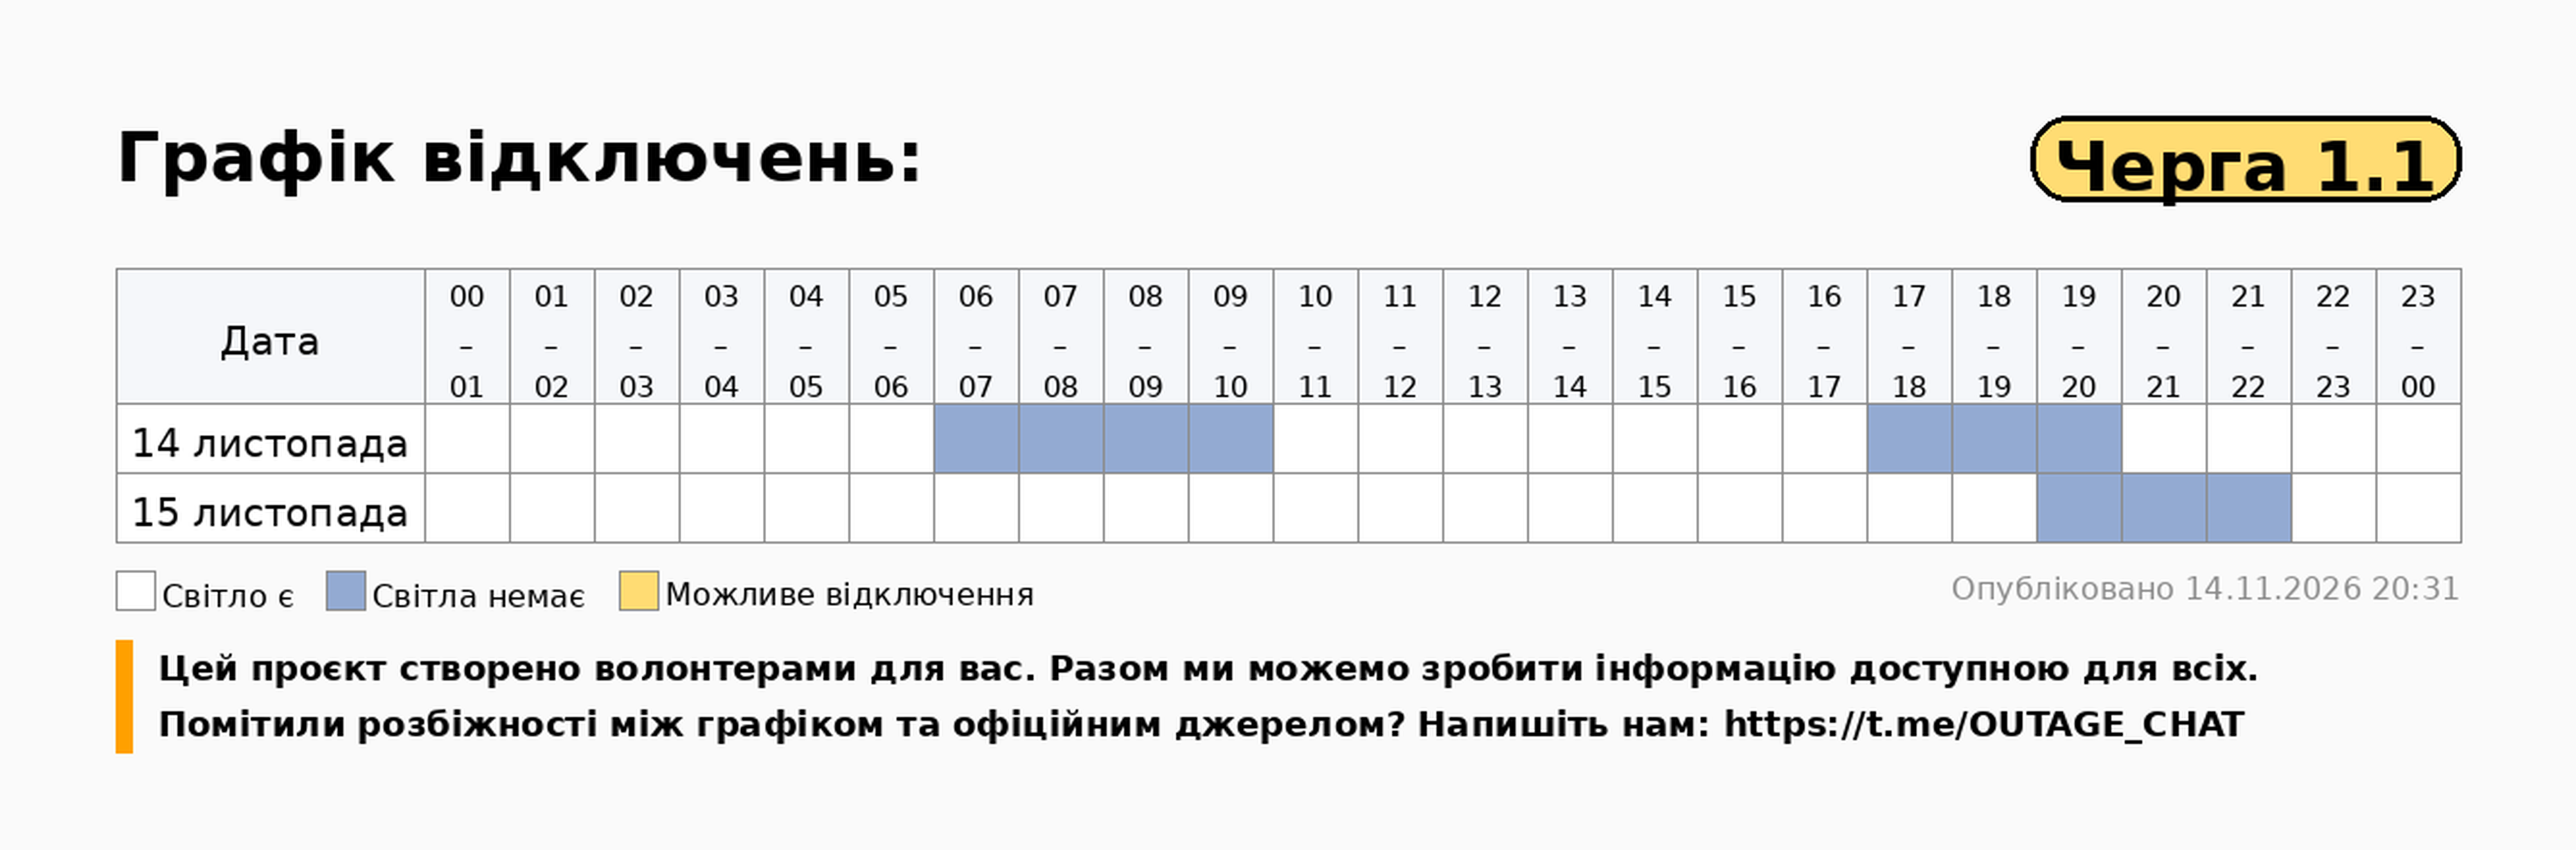 Графік відключень:
Черга 1.1
Дата
00 – 01
01 – 02
02 – 03
03 – 04
04 – 05
05 – 06
06 – 07
07 – 08
08 – 09
09 – 10
10 – 11
11 – 12
12 – 13
13 – 14
14 – 15
15 – 16
16 – 17
17 – 18
18 – 19
19 – 20
20 – 21
21 – 22
22 – 23
23 – 00
14 листопада
15 листопада
Світло є
Світла немає
Можливе відключення
Опубліковано 14.11.2026 20:31
Цей проєкт створено волонтерами для вас. Разом ми можемо зробити інформацію доступною для всіх.
Помітили розбіжності між графіком та офіційним джерелом? Напишіть нам: https://t.me/OUTAGE_CHAT